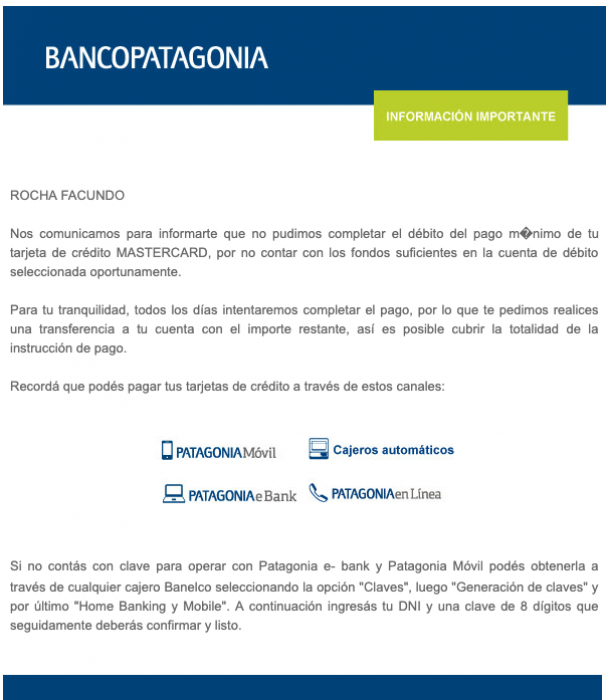 BANCOPATAGONIA
INFORMACIÓN IMPORTANTE
ROCHA FACUNDO
Nos comunicamos para informarte que no pudimos completar el débito del pago m�nimo de tu
tarjeta de crédito MASTERCARD, por no contar con los fondos suficientes en la cuenta de débito
seleccionada oportunamente.
Para tu tranquilidad, todos los días intentaremos completar el pago, por lo que te pedimos realices
una transferencia a tu cuenta con el importe restante, así es posible cubrir la totalidad de la
instrucción de pago.
Recordá que podés pagar tus tarjetas de crédito a través de estos canales:
PATAGONIA Móvil
Cajeros automáticos
PATAGONIA e Bank
PATAGONIA en Línea
Si no contás con clave para operar con Patagonia e- bank y Patagonia Móvil podés obtenerla a
través de cualquier cajero Banelco seleccionando la opción "Claves", luego "Generación de claves" y
por último "Home Banking y Mobile". A continuación ingresás tu DNI y una clave de 8 dígitos que
seguidamente deberás confirmar y listo.